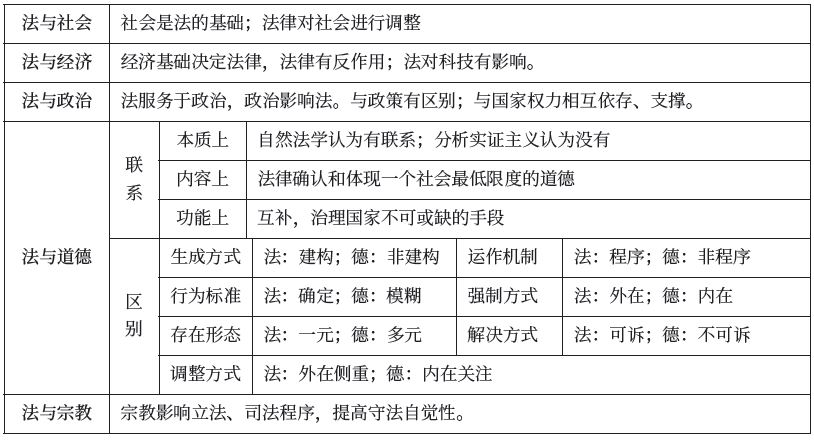 法与社会 社会是法的基础；法律对社会进行调整
法与经济 经济基础决定法律，法律有反作用；法对科技有影响。
法与政治 法服务于政治，政治影响法。与政策有区别；与国家权力相互依存、支撑。
法与道德 联系 本质上 自然法学认为有联系；分析实证主义认为没有
内容上 法律确认和体现一个社会最低限度的道德
功能上 互补，治理国家不可或缺的手段
区别 生成方式 法：建构；德：非建构 运作机制 法：程序；德：非程序
行为标准 法：确定；德：模糊 强制方式 法：外在；德：内在
存在形态 法：一元；德：多元 解决方式 法：可诉；德：不可诉
调整方式 法：外在侧重；德：内在关注
法与宗教 宗教影响立法、司法程序，提高守法自觉性。